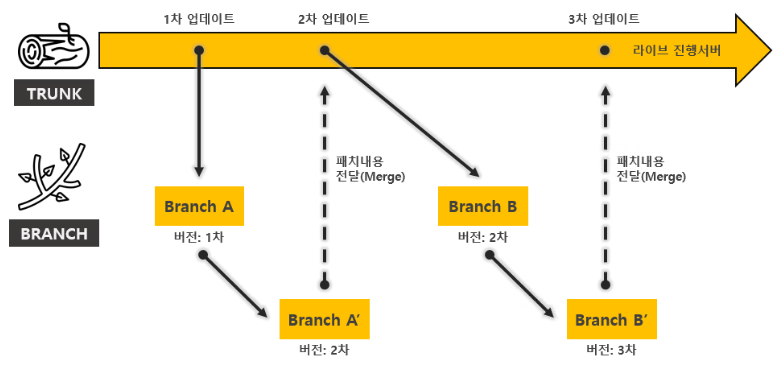 1차 업데이트
2차 업데이트
3차 업데이트
라이브 진행서버
TRUNK
패치내용
전달(Merge)
패치내용
전달(Merge)
Branch A
버전: 1차
Branch B
버전: 2차
BRANCH
Branch A’
버전: 2차
Branch B’
버전: 3차